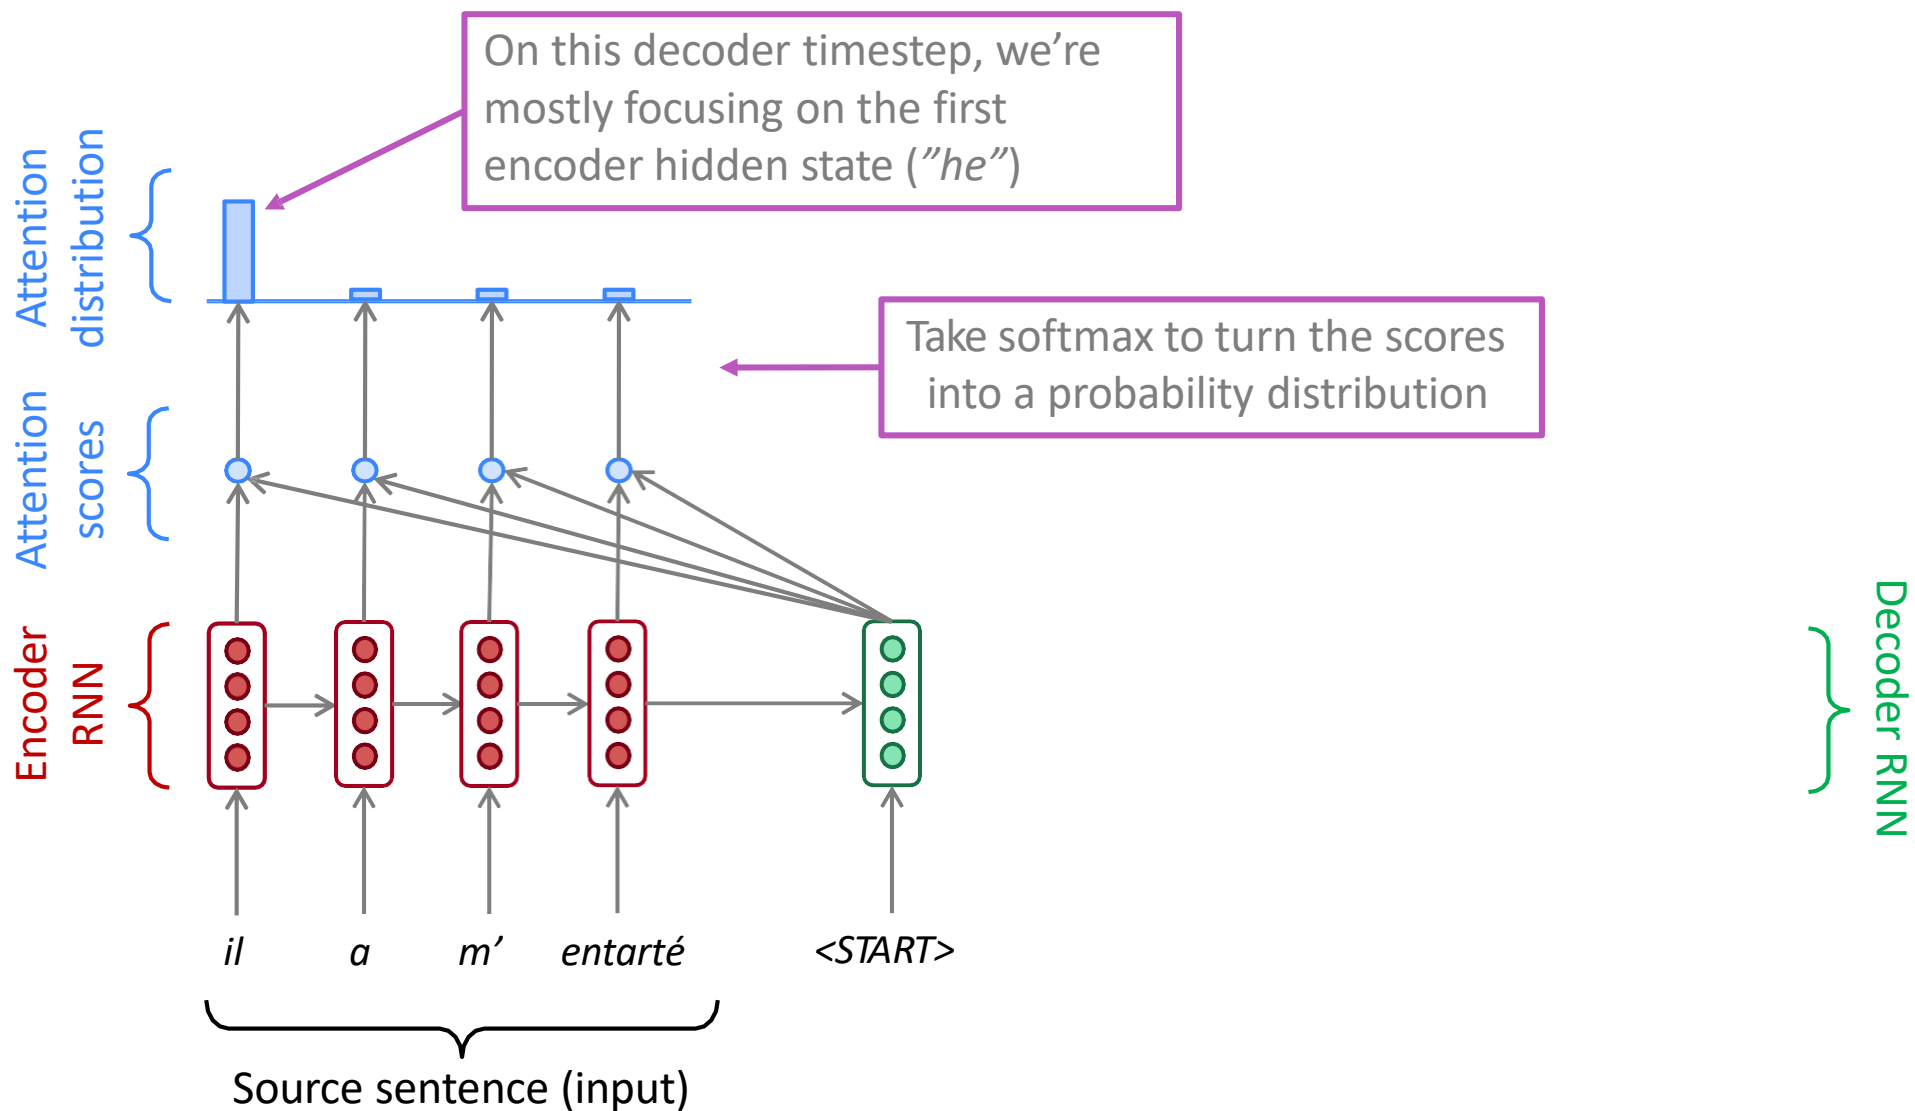 On this decoder timestep, we’re
mostly focusing on the first
encoder hidden state (”he”)
Attention
distribution
Take softmax to turn the scores
into a probability distribution
Attention
scores
Encoder
RNN
Decoder RNN
il a m’ entarté <START>
Source sentence (input)